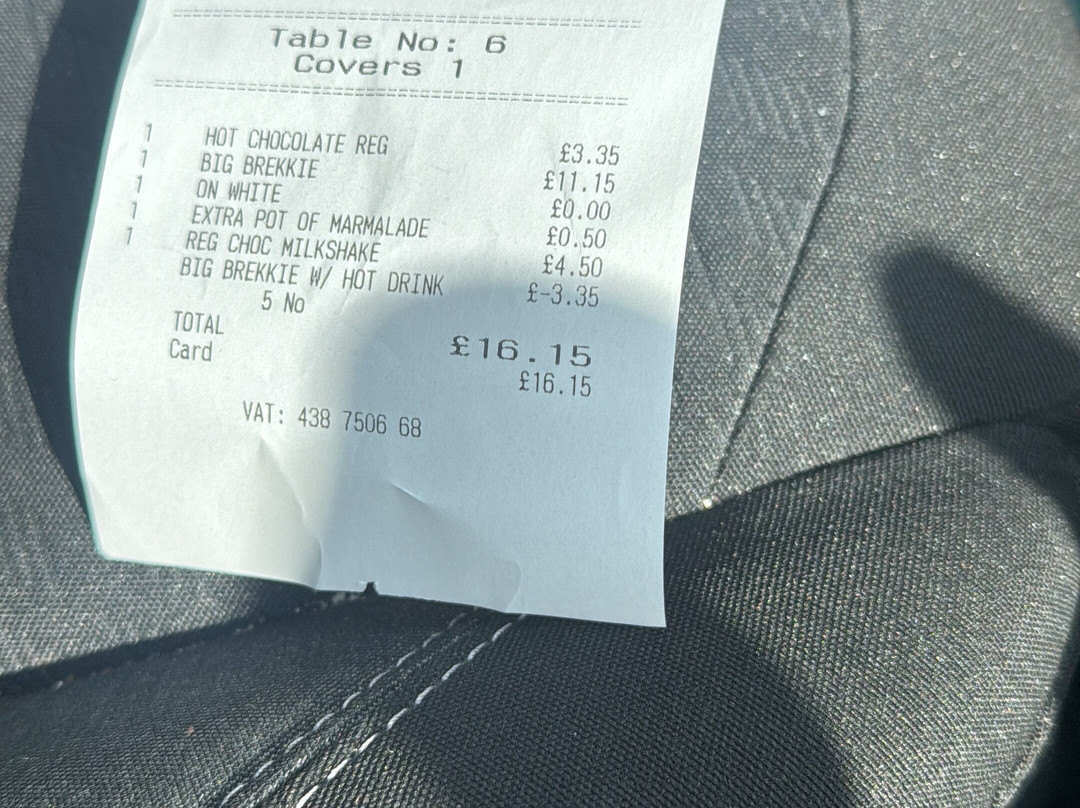 Table No: 6
Covers 1
1 HOT CHOCOLATE REG £3.35
1 BIG BREKKIE £11.15
1 ON WHITE £0.00
1 EXTRA POT OF MARMALADE £0.50
1 REG CHOC MILKSHAKE £4.50
BIG BREKKIE W/ HOT DRINK £-3.35
5 No
TOTAL £16.15
Card £16.15
VAT: 438 7506 68